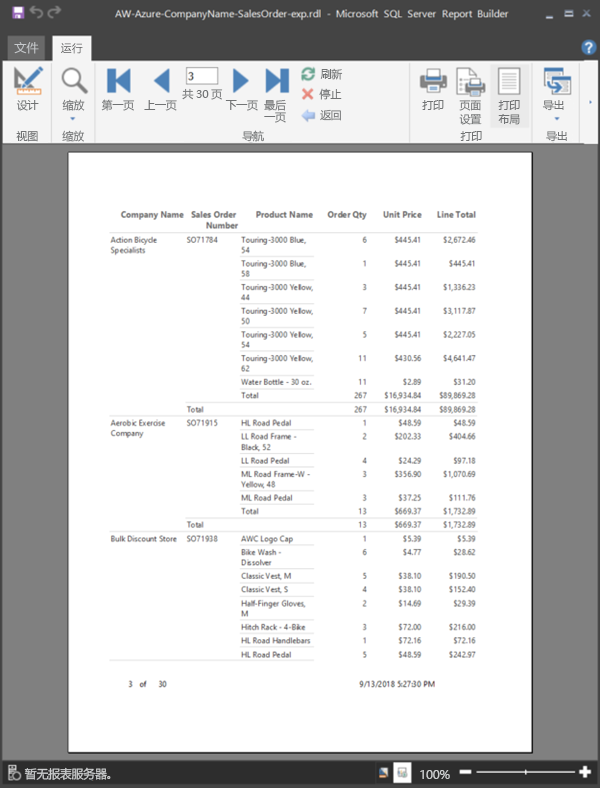 AW-Azure-CompanyName-SalesOrder-exp.rdl - Microsoft SQL Server Report Builder
文件 运行
3
设计 缩放 第一页 上一页 共 30 页 下一页 最后一页 刷新 停止 返回 打印 页面设置 打印布局 导出
视图 缩放 导航 打印 导出
Company Name Sales Order Number Product Name Order Qty Unit Price Line Total
Action Bicycle Specialists SO71784 Touring-3000 Blue, 54 6 $445.41 $2,672.46
Touring-3000 Blue, 58 1 $445.41 $445.41
Touring-3000 Yellow, 44 3 $445.41 $1,336.23
Touring-3000 Yellow, 50 7 $445.41 $3,117.87
Touring-3000 Yellow, 54 5 $445.41 $2,227.05
Touring-3000 Yellow, 62 11 $430.56 $4,641.47
Water Bottle - 30 oz. 11 $2.89 $31.20
Total 267 $16,934.84 $89,869.28
Total 267 $16,934.84 $89,869.28
Aerobic Exercise Company SO71915 HL Road Pedal 1 $48.59 $48.59
LL Road Frame - Black, 52 2 $202.33 $404.66
LL Road Pedal 4 $24.29 $97.18
ML Road Frame-W - Yellow, 48 3 $356.90 $1,070.69
ML Road Pedal 3 $37.25 $111.76
Total 13 $669.37 $1,732.89
Total 13 $669.37 $1,732.89
Bulk Discount Store SO71938 AWC Logo Cap 1 $5.39 $5.39
Bike Wash - Dissolver 6 $4.77 $28.62
Classic Vest, M 5 $38.10 $190.50
Classic Vest, S 4 $38.10 $152.40
Half-Finger Gloves, M 2 $14.69 $29.39
Hitch Rack - 4-Bike 3 $72.00 $216.00
HL Road Handlebars 1 $72.16 $72.16
HL Road Pedal 5 $48.59 $242.97
3 of 30 9/13/2018 5:27:30 PM
暂无报表服务器。 100%